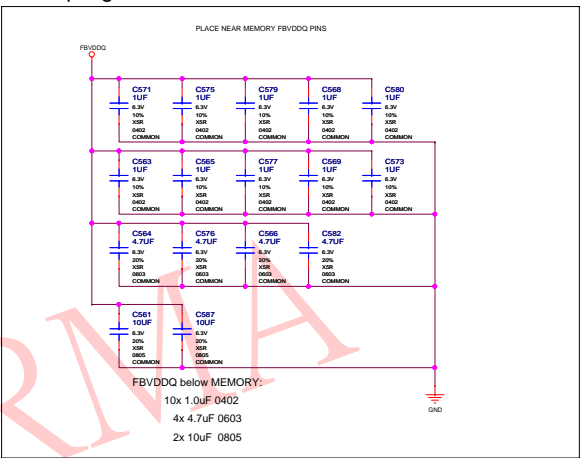 PLACE NEAR MEMORY FBVDDQ PINS
FBVDDQ
C571 C575 C579 C568 C580
1UF 1UF 1UF 1UF 1UF
6.3V 6.3V 6.3V 6.3V 6.3V
10% 10% 10% 10% 10%
X5R X5R X5R X5R X5R
0402 0402 0402 0402 0402
COMMON COMMON COMMON COMMON COMMON
C563 C565 C577 C569 C573
1UF 1UF 1UF 1UF 1UF
6.3V 6.3V 6.3V 6.3V 6.3V
10% 10% 10% 10% 10%
X5R X5R X5R X5R X5R
0402 0402 0402 0402 0402
COMMON COMMON COMMON COMMON COMMON
C564 C576 C566 C582
4.7UF 4.7UF 4.7UF 4.7UF
6.3V 6.3V 6.3V 6.3V
20% 20% 20% 20%
X5R X5R X5R X5R
0603 0603 0603 0603
COMMON COMMON COMMON COMMON
C561 C587
10UF 10UF
6.3V 6.3V
20% 20%
X5R X5R
0805 0805
COMMON COMMON
FBVDDQ below MEMORY:
10x 1.0uF 0402
4x 4.7uF 0603
2x 10uF 0805
GND
RMA